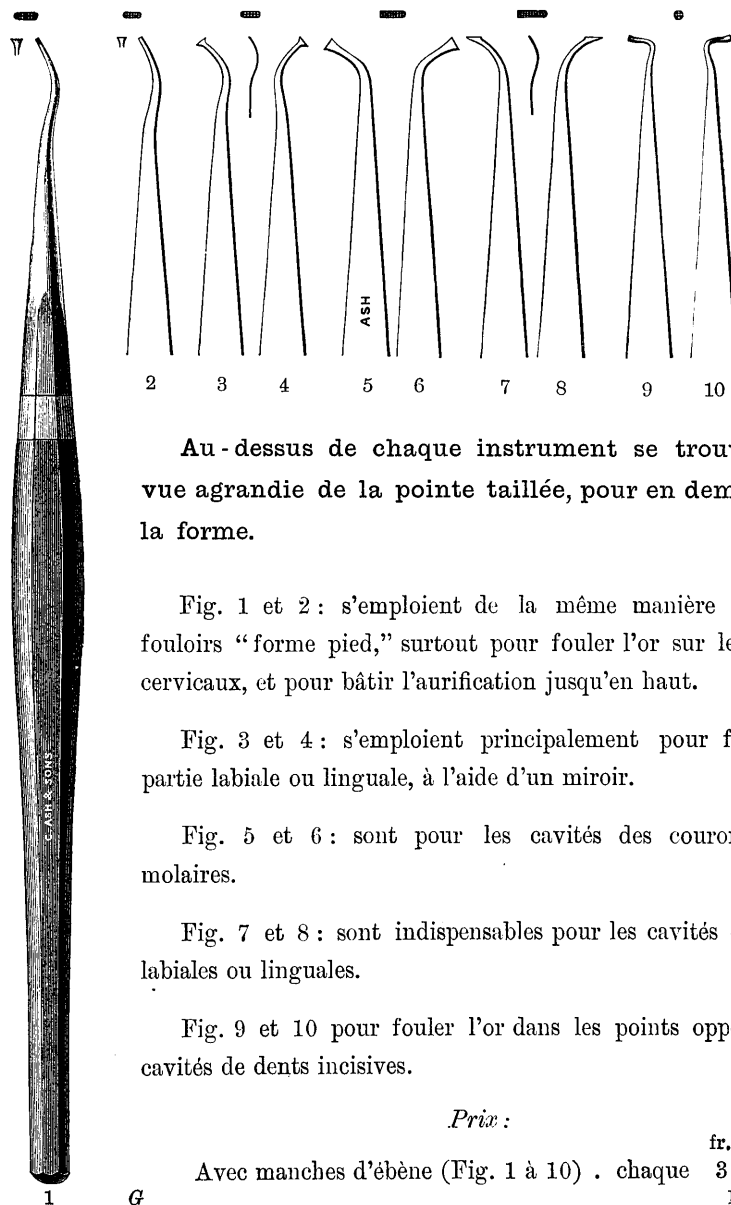 ASH
2 3 4 5 6 7 8 9 10
Au-dessus de chaque instrument se
vue agrandie de la pointe taillée, pour en
la forme.
Fig. 1 et 2 : s'emploient de la même manière
fouloirs “forme pied,” surtout pour fouler l'or sur
cervicaux, et pour bâtir l'aurification jusqu'en haut.
Fig. 3 et 4 : s'emploient principalement pour
partie labiale ou linguale, à l'aide d'un miroir.
Fig. 5 et 6 : sont pour les cavités des
molaires.
Fig. 7 et 8 : sont indispensables pour les cavités
labiales ou linguales.
Fig. 9 et 10 pour fouler l'or dans les points
cavités de dents incisives.
C. ASH & SONS
Prix :
fr.
Avec manches d'ébène (Fig. 1 à 10) . chaque 3
1 G